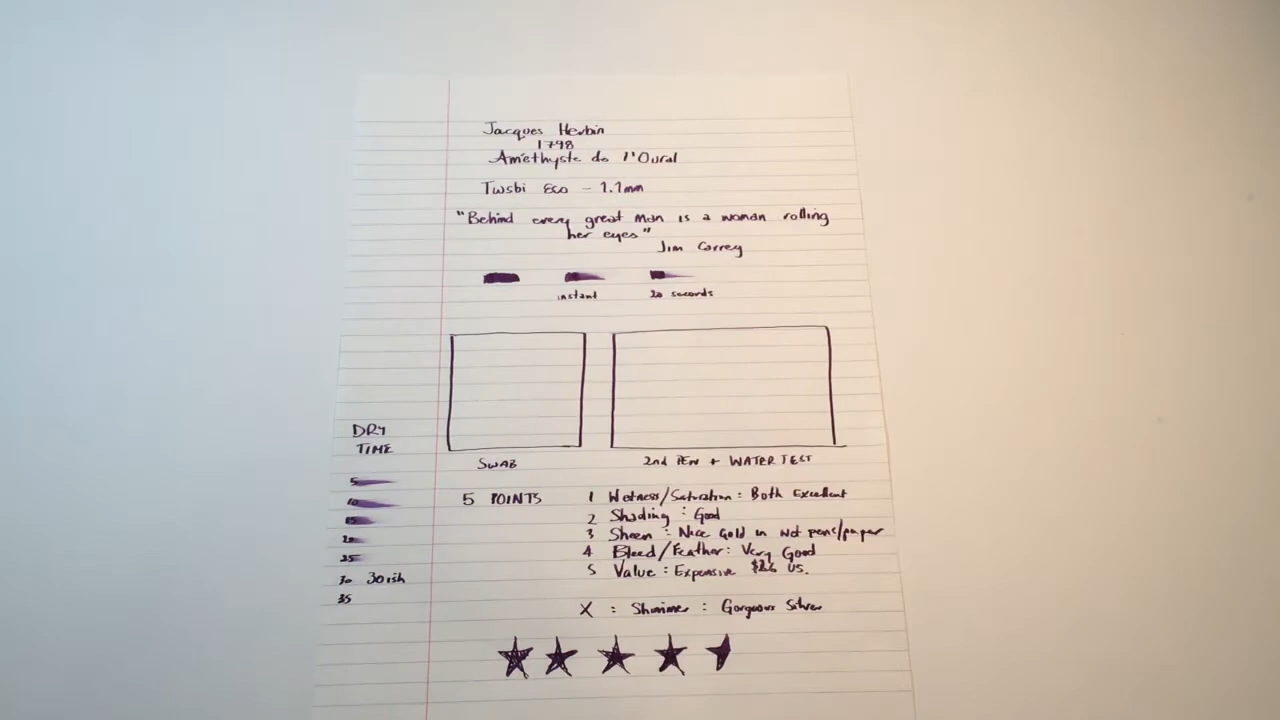 Jacques Herbin
1798
Améthyste de l'Oural
Twsbi Eco - 1.1mm
"Behind every great man is a woman rolling
her eyes"
Jim Carrey
instant
20 seconds
DRY
TIME
SWAB
2nd PEN + WATER TEST
5
10
15
20
25
30 30ish
35
5 POINTS
1 Wetness/Saturation : Both Excellent
2 Shading : Good
3 Sheen : Nice Gold in wet pens/paper
4 Bleed/Feather : Very Good
5 Value : Expensive $26 US.
X : Shimmer : Gorgeous Silver